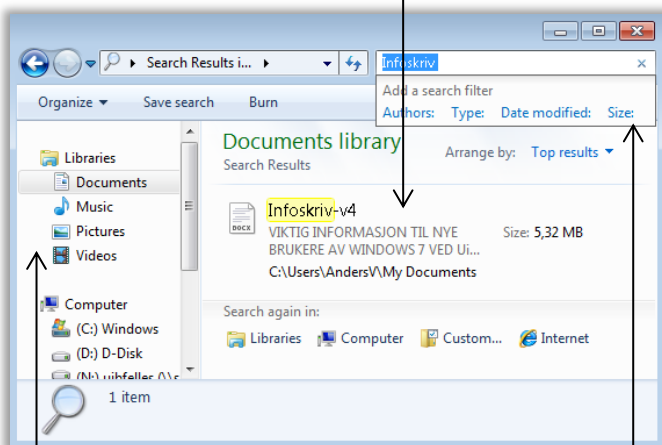 Search Results i...
Infoskriv
Add a search filter
Authors: Type: Date modified: Size:
Organize Save search Burn
Libraries
Documents
Music
Pictures
Videos
Computer
(C:) Windows
(D:) D-Disk
Documents library
Search Results
Arrange by: Top results
DOCX
Infoskriv-v4
VIKTIG INFORMASJON TIL NYE
BRUKERE AV WINDOWS 7 VED Ui...
Size: 5,32 MB
C:\Users\AndersV\My Documents
Search again in:
Libraries Computer Custom... Internet
1 item